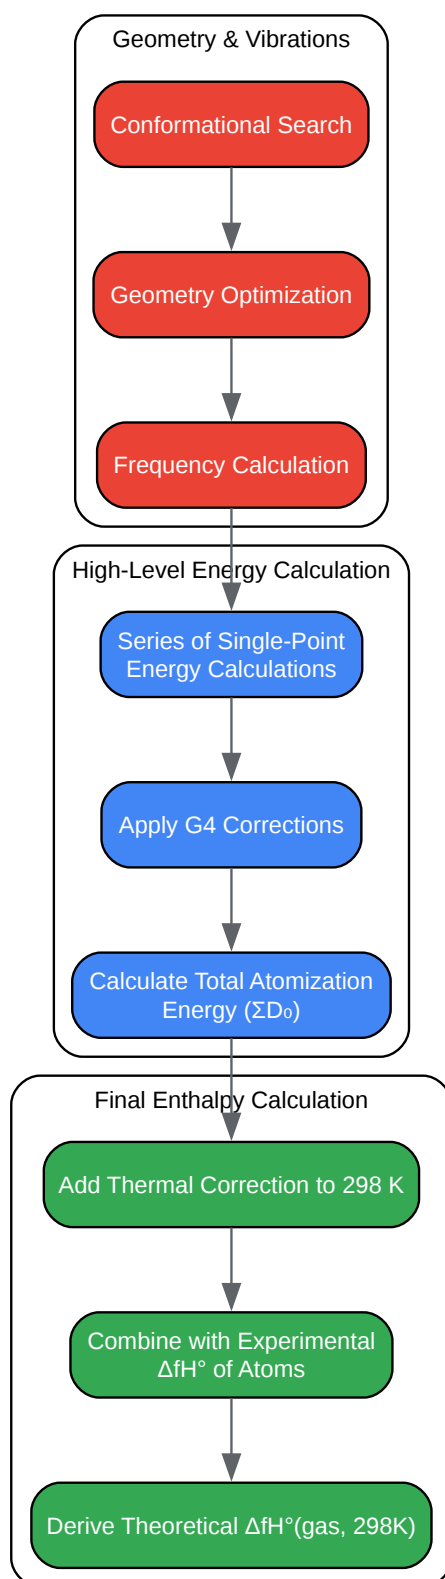 Geometry & Vibrations
Conformational Search
Geometry Optimization
Frequency Calculation
High-Level Energy Calculation
Series of Single-Point
Energy Calculations
Apply G4 Corrections
Calculate Total Atomization
Energy (ΣD₀)
Final Enthalpy Calculation
Add Thermal Correction to 298 K
Combine with Experimental
ΔfH° of Atoms
Derive Theoretical ΔfH°(gas, 298K)